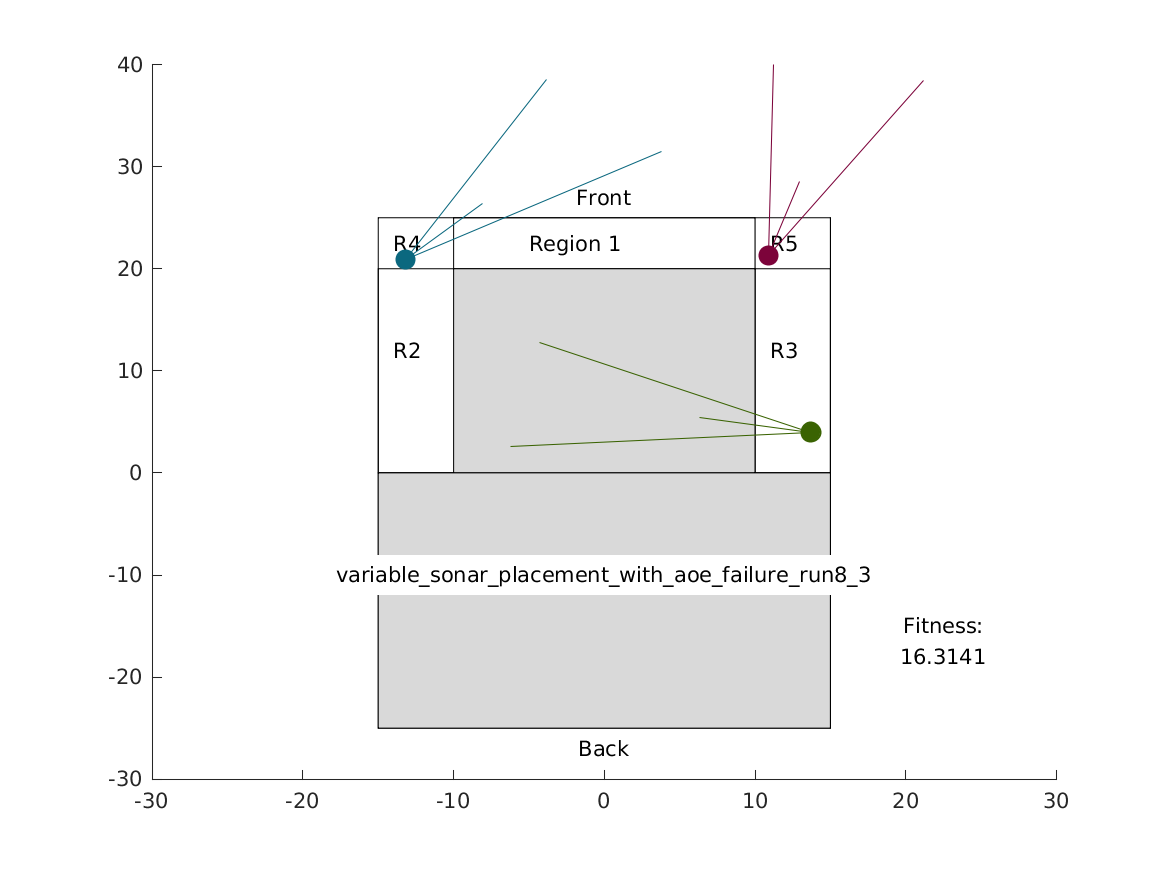 40
30
Front
R4
Region 1
R5
20
R2
R3
10
0
-10
variable_sonar_placement_with_aoe_failure_run8_3
Fitness:
16.3141
-20
Back
-30
-30 -20 -10 0 10 20 30